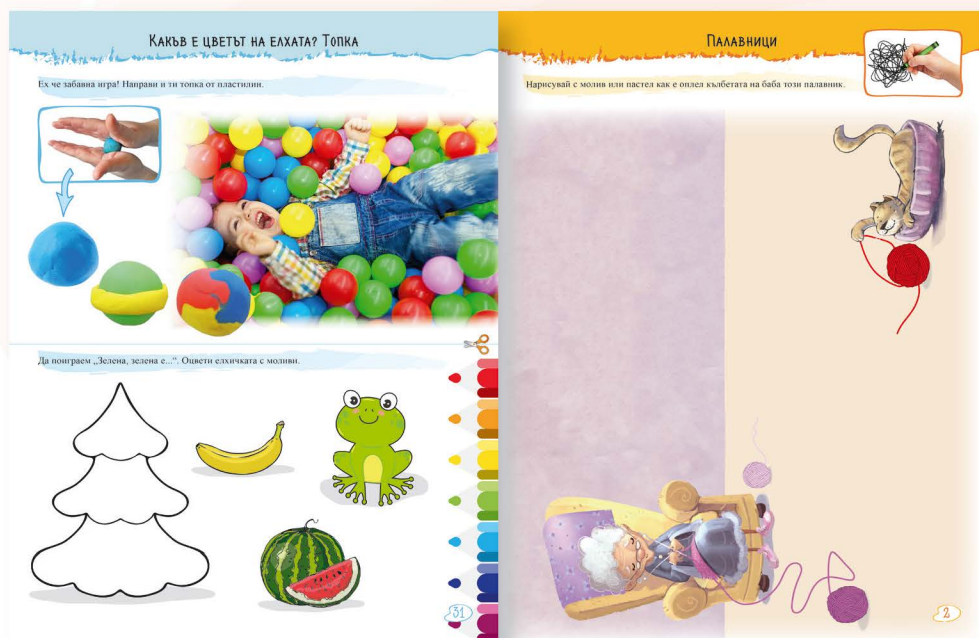 Какъв е цветът на елхата? Топка
Ех че забавна игра! Направи и ти топка от пластилин.
Да поиграем „Зелена, зелена е...“. Оцвети елхичката с моливи.
31
Палавници
Нарисувай с молив или пастел как е оплел кълбетата на баба този палавник.
2